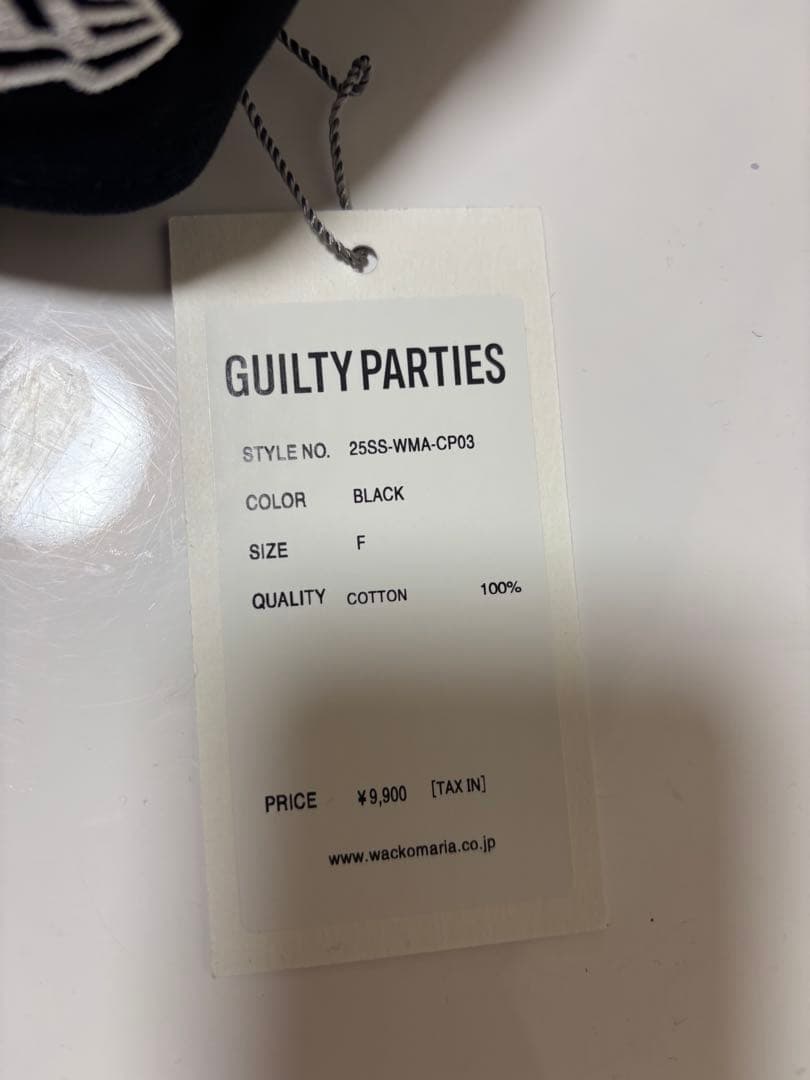 GUILTY PARTIES
STYLE NO. 25SS-WMA-CP03
COLOR BLACK
SIZE F
QUALITY COTTON 100%
PRICE ¥9,900 [TAX IN]
www.wackomaria.co.jp